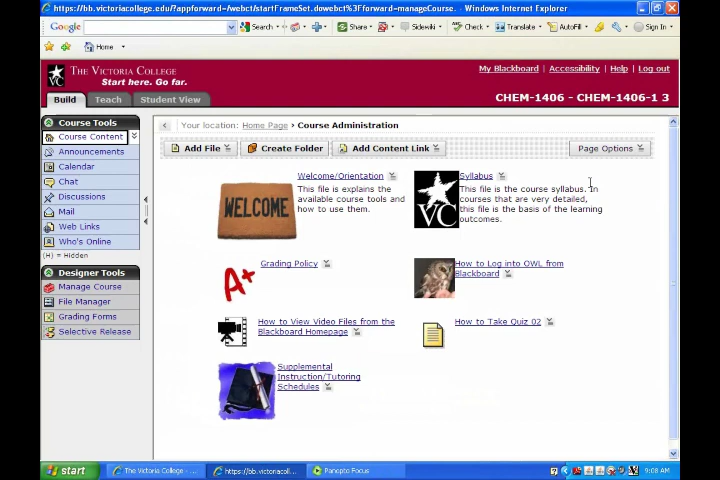 https://bb.victoriacollege.edu/?appforward=/webct/startFrameSet.dowebct%3Fforward=manageCourse. - Windows Internet Explorer
Google
Search
Share
Sidewiki
Check
Translate
AutoFill
Sign In
Home
THE VICTORIA COLLEGE
Start here. Go far.
VC
My Blackboard | Accessibility | Help | Log out
Build
Teach
Student View
CHEM-1406 - CHEM-1406-1 3
Course Tools
Course Content
Announcements
Calendar
Chat
Discussions
Mail
Web Links
Who's Online
(H) = Hidden
Designer Tools
Manage Course
File Manager
Grading Forms
Selective Release
Your location: Home Page > Course Administration
Add File
Create Folder
Add Content Link
Page Options
WELCOME
Welcome/Orientation
This file is explains the
available course tools and
how to use them.
VC
Syllabus
This file is the course syllabus. In
courses that are very detailed,
this file is the basis of the learning
outcomes.
A+
Grading Policy
How to Log into OWL from
Blackboard
How to View Video Files from the
Blackboard Homepage
How to Take Quiz 02
Supplemental
Instruction/Tutoring
Schedules
start
The Victoria College - ...
https://bb.victoriacoll...
Panopto Focus
9:08 AM